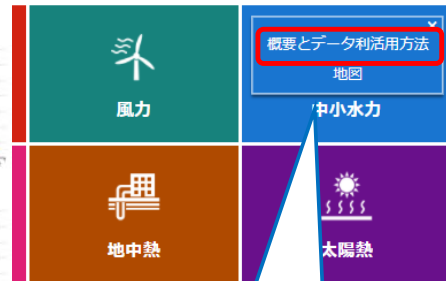 ×
概要とデータ利活用方法
地図
風力
中小水力
地中熱
太陽熱